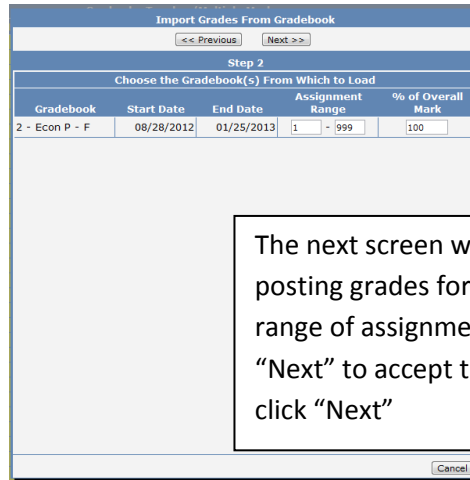 Import Grades From Gradebook
<< Previous Next >>
Step 2
Choose the Gradebook(s) From Which to Load
Gradebook Start Date End Date Assignment Range % of Overall Mark
2 - Econ P - F 08/28/2012 01/25/2013 1 - 999 100
The next screen
posting grades for
range of
"Next" to accept
click "Next"
Cancel